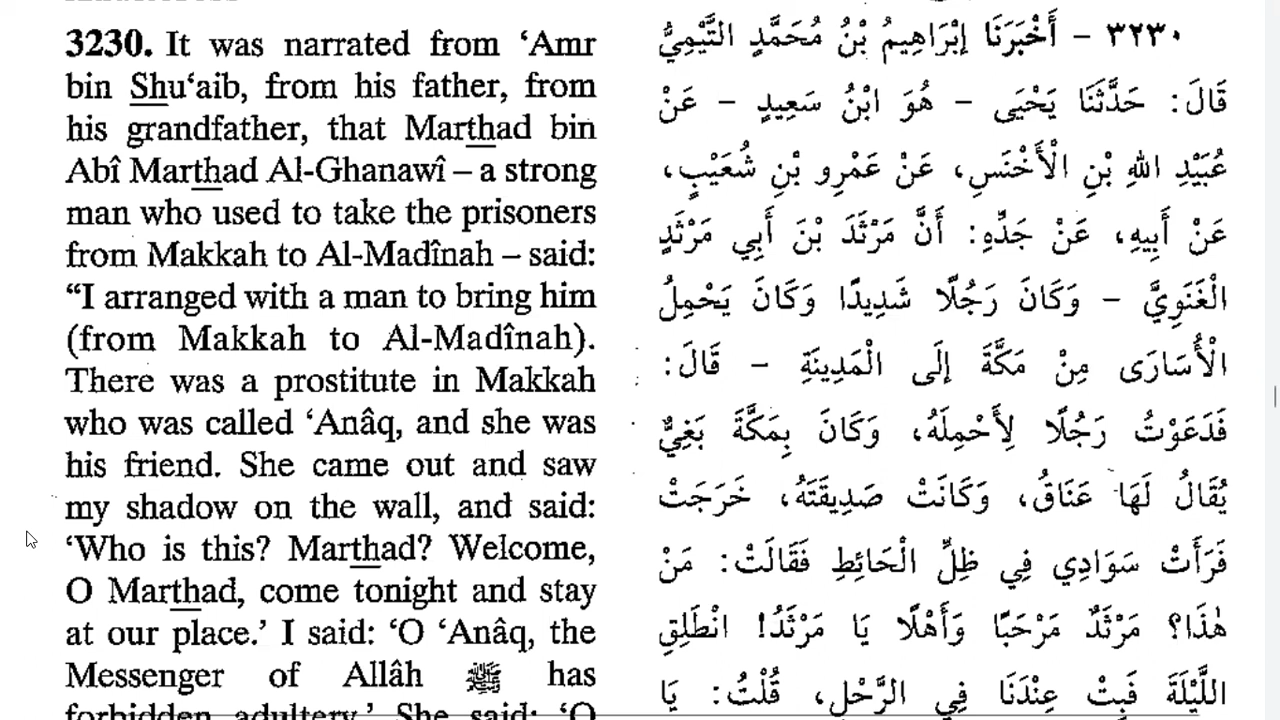 3230. It was narrated from ‘Amr
bin Shu‘aib, from his father, from
his grandfather, that Marthad bin
Abî Marthad Al-Ghanawî – a strong
man who used to take the prisoners
from Makkah to Al-Madînah – said:
“I arranged with a man to bring him
(from Makkah to Al-Madînah).
There was a prostitute in Makkah
who was called ‘Anâq, and she was
his friend. She came out and saw
my shadow on the wall, and said:
‘Who is this? Marthad? Welcome,
O Marthad, come tonight and stay
at our place.’ I said: ‘O ‘Anâq, the
Messenger of Allâh ﷺ has
forbidden adultery.’ She said: ‘O
٣٢٣٠ – أَخْبَرَنَا إِبْرَاهِيمُ بْنُ مُحَمَّدٍ التَّيْمِيُّ
قَالَ: حَدَّثَنَا يَحْيَى – هُوَ ابْنُ سَعِيدٍ – عَنْ
عُبَيْدِ اللهِ بْنِ الْأَخْنَسِ، عَنْ عَمْرِو بْنِ شُعَيْبٍ،
عَنْ أَبِيهِ، عَنْ جَدِّهِ: أَنَّ مَرْثَدَ بْنَ أَبِي مَرْثَدٍ
الْغَنَوِيَّ – وَكَانَ رَجُلًا شَدِيدًا وَكَانَ يَحْمِلُ
الْأُسَارَى مِنْ مَكَّةَ إِلَى الْمَدِينَةِ – قَالَ:
فَدَعَوْتُ رَجُلًا لِأَحْمِلَهُ، وَكَانَ بِمَكَّةَ بَغِيٌّ
يُقَالُ لَهَا عَنَاقُ، وَكَانَتْ صَدِيقَتَهُ، خَرَجَتْ
فَرَأَتْ سَوَادِي فِي ظِلِّ الْحَائِطِ فَقَالَتْ: مَنْ
هٰذَا؟ مَرْثَدٌ مَرْحَبًا وَأَهْلًا يَا مَرْثَدُ! انْطَلِقِ
اللَّيْلَةَ فَبِتْ عِنْدَنَا فِي الرَّحْلِ، قُلْتُ: يَا